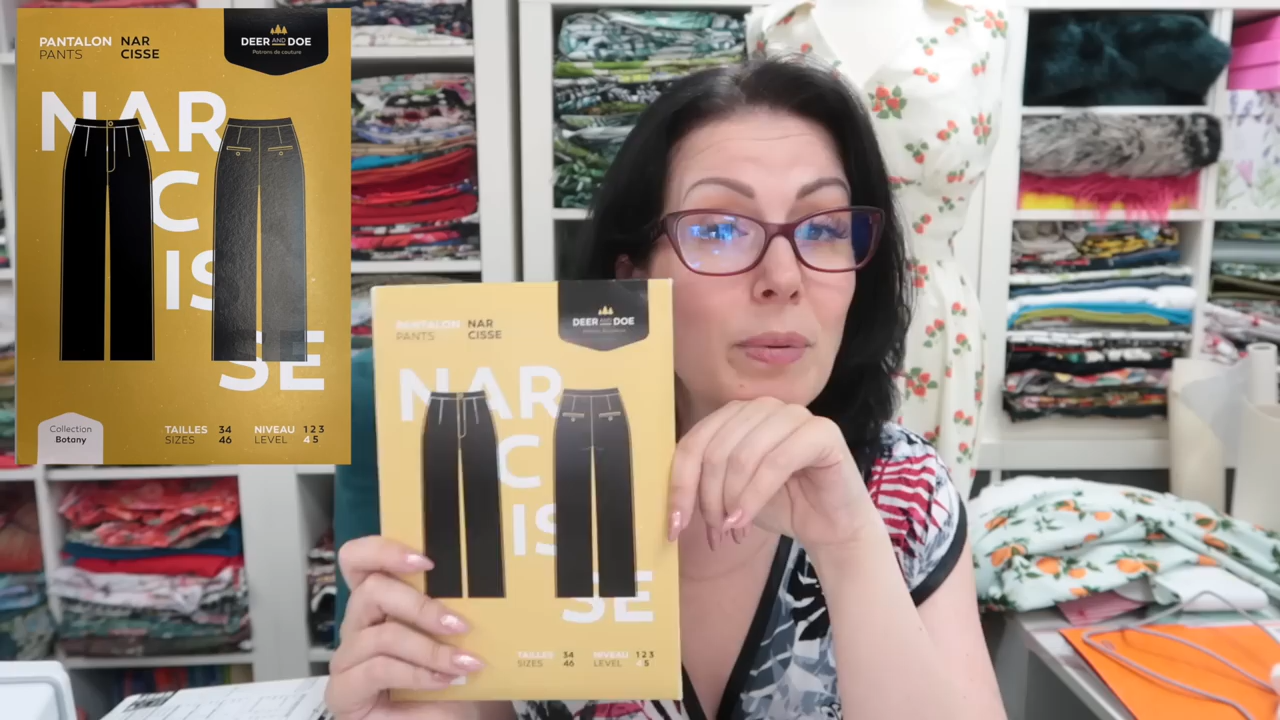 PANTALON NAR
PANTS CISSE
DEER AND DOE
Patrons de couture
NAR
C
IS
SE
Collection
Botany
TAILLES 34 NIVEAU 1 2 3
SIZES 46 LEVEL 4 5
PANTALON NAR
PANTS CISSE
DEER AND DOE
NAR
C
IS
SE
TAILLES 34 NIVEAU 1 2 3
SIZES 46 LEVEL 4 5